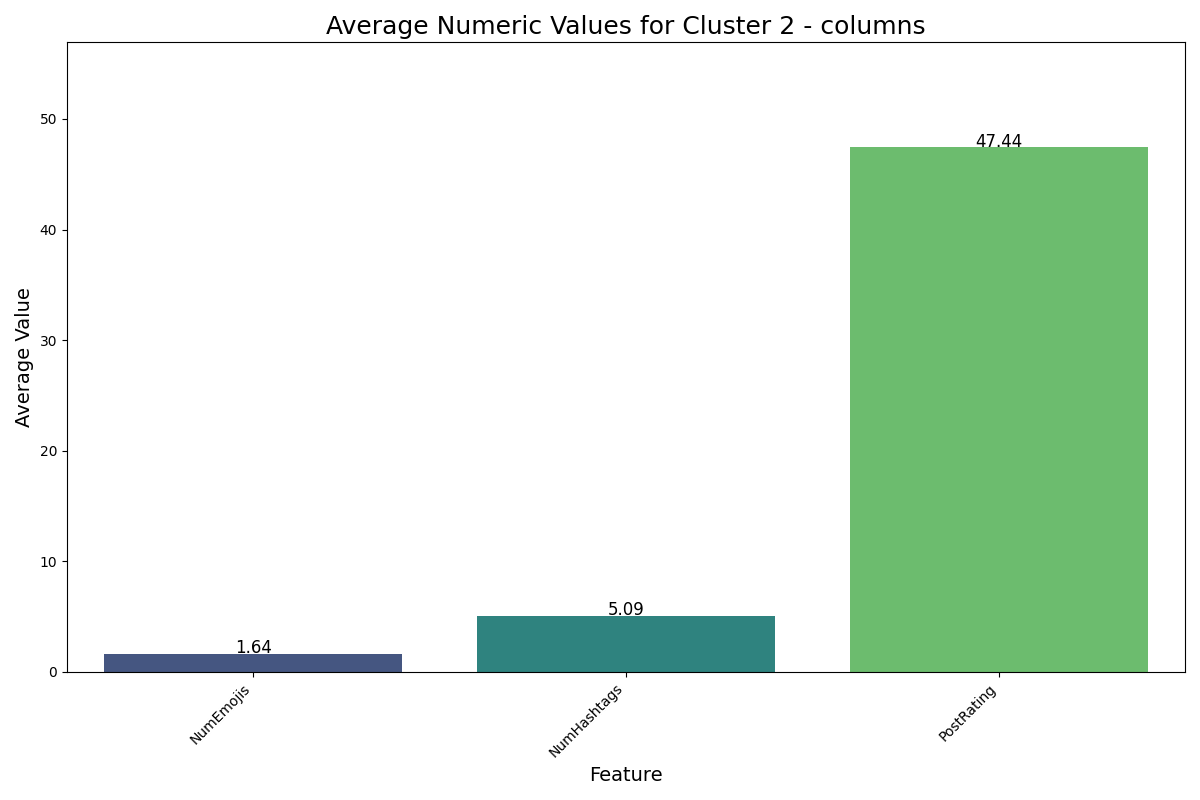 Average Numeric Values for Cluster 2 - columns
Average Value
50
40
30
20
10
0
1.64
5.09
47.44
NumEmojis
NumHashtags
PostRating
Feature